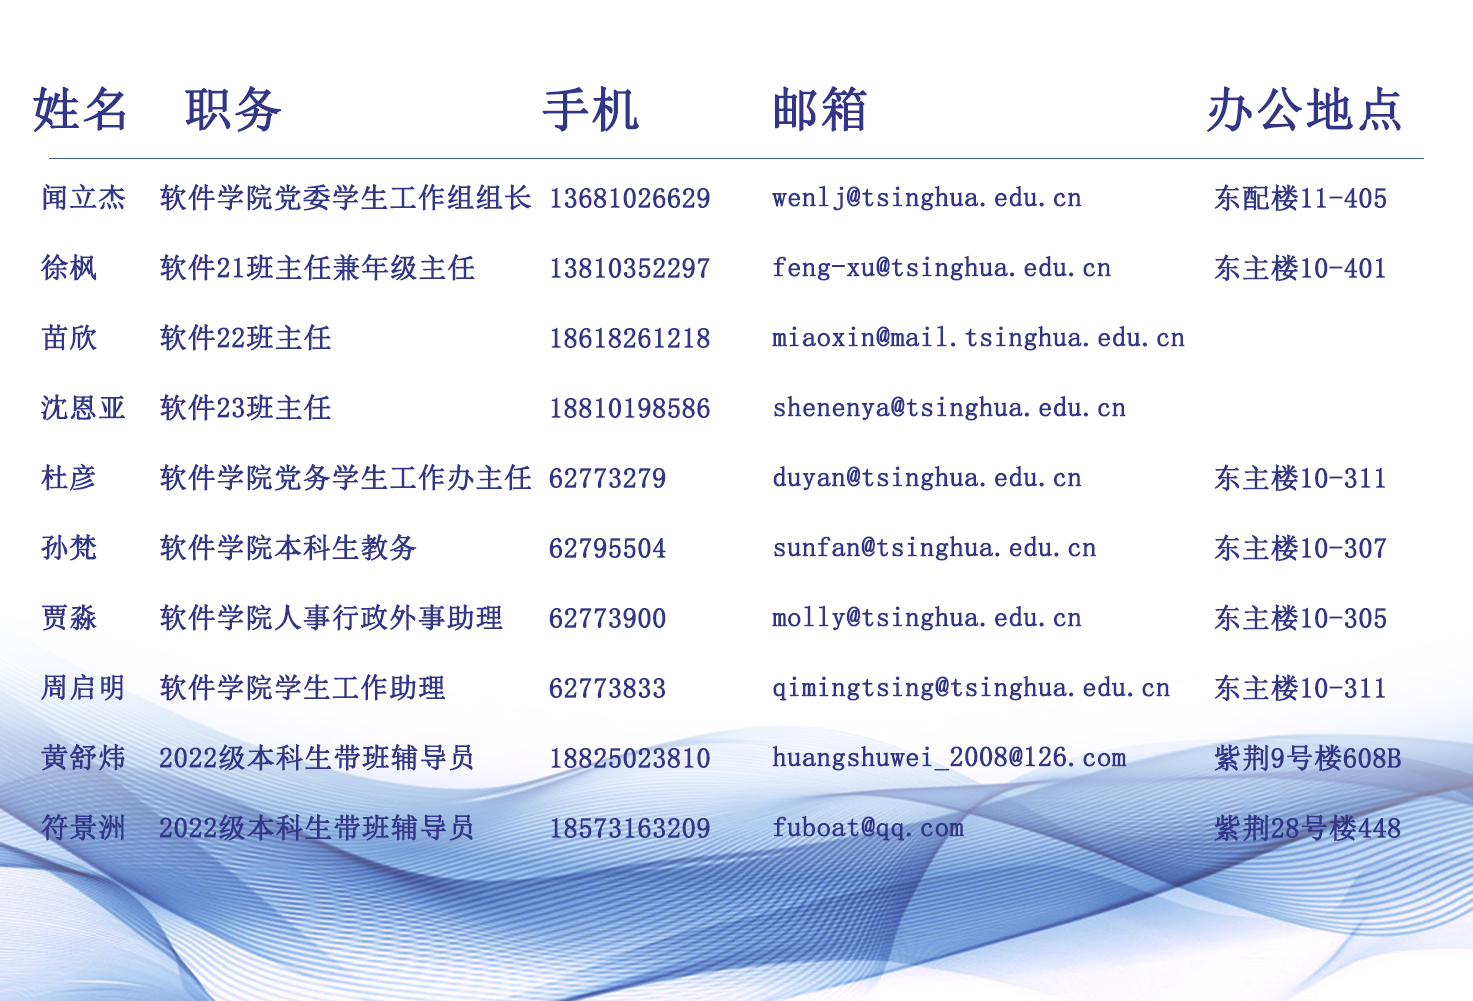 姓名 职务 手机 邮箱 办公地点
闻立杰 软件学院党委学生工作组组长 13681026629 wenlj@tsinghua.edu.cn 东配楼11-405
徐枫 软件21班主任兼年级主任 13810352297 feng-xu@tsinghua.edu.cn 东主楼10-401
苗欣 软件22班主任 18618261218 miaoxin@mail.tsinghua.edu.cn
沈恩亚 软件23班主任 18810198586 shenenya@tsinghua.edu.cn
杜彦 软件学院党务学生工作办主任 62773279 duyan@tsinghua.edu.cn 东主楼10-311
孙梵 软件学院本科生教务 62795504 sunfan@tsinghua.edu.cn 东主楼10-307
贾淼 软件学院人事行政外事助理 62773900 molly@tsinghua.edu.cn 东主楼10-305
周启明 软件学院学生工作助理 62773833 qimingtsing@tsinghua.edu.cn 东主楼10-311
黄舒炜 2022级本科生带班辅导员 18825023810 huangshuwei_2008@126.com 紫荆9号楼608B
符景洲 2022级本科生带班辅导员 18573163209 fuboat@qq.com 紫荆28号楼448